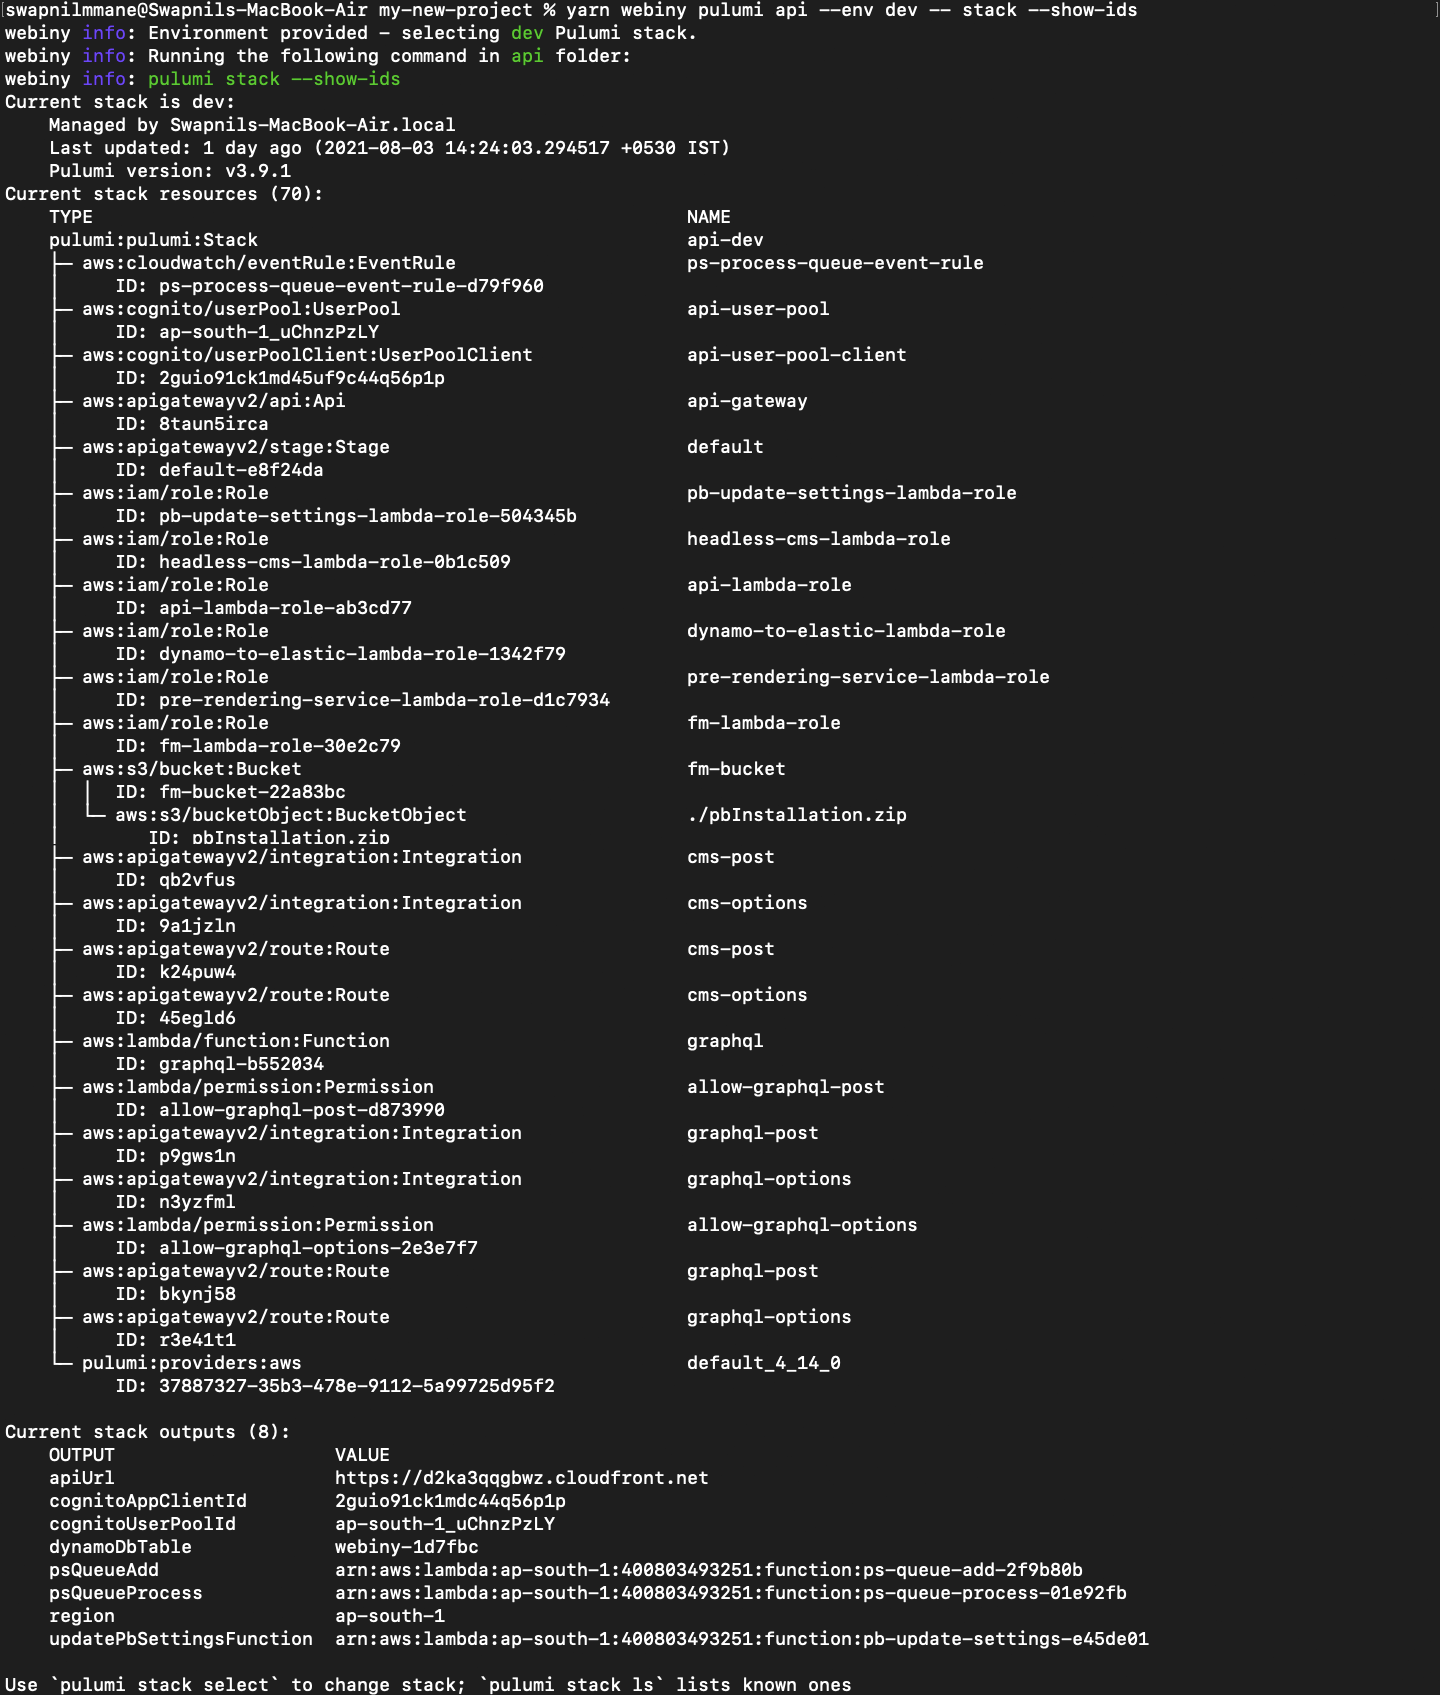 swapnilmmane@Swapnils-MacBook-Air my-new-project % yarn webiny pulumi api --env dev -- stack --show-ids
webiny info: Environment provided - selecting dev Pulumi stack.
webiny info: Running the following command in api folder:
webiny info: pulumi stack --show-ids
Current stack is dev:
    Managed by Swapnils-MacBook-Air.local
    Last updated: 1 day ago (2021-08-03 14:24:03.294517 +0530 IST)
    Pulumi version: v3.9.1
Current stack resources (70):
    TYPE                                                      NAME
    pulumi:pulumi:Stack                                       api-dev
    ├─ aws:cloudwatch/eventRule:EventRule                     ps-process-queue-event-rule
    │     ID: ps-process-queue-event-rule-d79f960
    ├─ aws:cognito/userPool:UserPool                          api-user-pool
    │     ID: ap-south-1_uChnzPzLY
    ├─ aws:cognito/userPoolClient:UserPoolClient              api-user-pool-client
    │     ID: 2guio91ck1md45uf9c44q56p1p
    ├─ aws:apigatewayv2/api:Api                               api-gateway
    │     ID: 8taun5irca
    ├─ aws:apigatewayv2/stage:Stage                           default
    │     ID: default-e8f24da
    ├─ aws:iam/role:Role                                      pb-update-settings-lambda-role
    │     ID: pb-update-settings-lambda-role-504345b
    ├─ aws:iam/role:Role                                      headless-cms-lambda-role
    │     ID: headless-cms-lambda-role-0b1c509
    ├─ aws:iam/role:Role                                      api-lambda-role
    │     ID: api-lambda-role-ab3cd77
    ├─ aws:iam/role:Role                                      dynamo-to-elastic-lambda-role
    │     ID: dynamo-to-elastic-lambda-role-1342f79
    ├─ aws:iam/role:Role                                      pre-rendering-service-lambda-role
    │     ID: pre-rendering-service-lambda-role-d1c7934
    ├─ aws:iam/role:Role                                      fm-lambda-role
    │     ID: fm-lambda-role-30e2c79
    ├─ aws:s3/bucket:Bucket                                   fm-bucket
    │  │  ID: fm-bucket-22a83bc
    │  └─ aws:s3/bucketObject:BucketObject                    ./pbInstallation.zip
    │        ID: pbInstallation.zip
    ├─ aws:apigatewayv2/integration:Integration               cms-post
    │     ID: qb2vfus
    ├─ aws:apigatewayv2/integration:Integration               cms-options
    │     ID: 9a1jzln
    ├─ aws:apigatewayv2/route:Route                           cms-post
    │     ID: k24puw4
    ├─ aws:apigatewayv2/route:Route                           cms-options
    │     ID: 45egld6
    ├─ aws:lambda/function:Function                           graphql
    │     ID: graphql-b552034
    ├─ aws:lambda/permission:Permission                       allow-graphql-post
    │     ID: allow-graphql-post-d873990
    ├─ aws:apigatewayv2/integration:Integration               graphql-post
    │     ID: p9gws1n
    ├─ aws:apigatewayv2/integration:Integration               graphql-options
    │     ID: n3yzfml
    ├─ aws:lambda/permission:Permission                       allow-graphql-options
    │     ID: allow-graphql-options-2e3e7f7
    ├─ aws:apigatewayv2/route:Route                           graphql-post
    │     ID: bkynj58
    ├─ aws:apigatewayv2/route:Route                           graphql-options
    │     ID: r3e41t1
    └─ pulumi:providers:aws                                   default_4_14_0
          ID: 37887327-35b3-478e-9112-5a99725d95f2

Current stack outputs (8):
    OUTPUT                    VALUE
    apiUrl                    https://d2ka3qqgbwz.cloudfront.net
    cognitoAppClientId        2guio91ck1mdc44q56p1p
    cognitoUserPoolId         ap-south-1_uChnzPzLY
    dynamoDbTable             webiny-1d7fbc
    psQueueAdd                arn:aws:lambda:ap-south-1:400803493251:function:ps-queue-add-2f9b80b
    psQueueProcess            arn:aws:lambda:ap-south-1:400803493251:function:ps-queue-process-01e92fb
    region                    ap-south-1
    updatePbSettingsFunction  arn:aws:lambda:ap-south-1:400803493251:function:pb-update-settings-e45de01

Use `pulumi stack select` to change stack; `pulumi stack ls` lists known ones